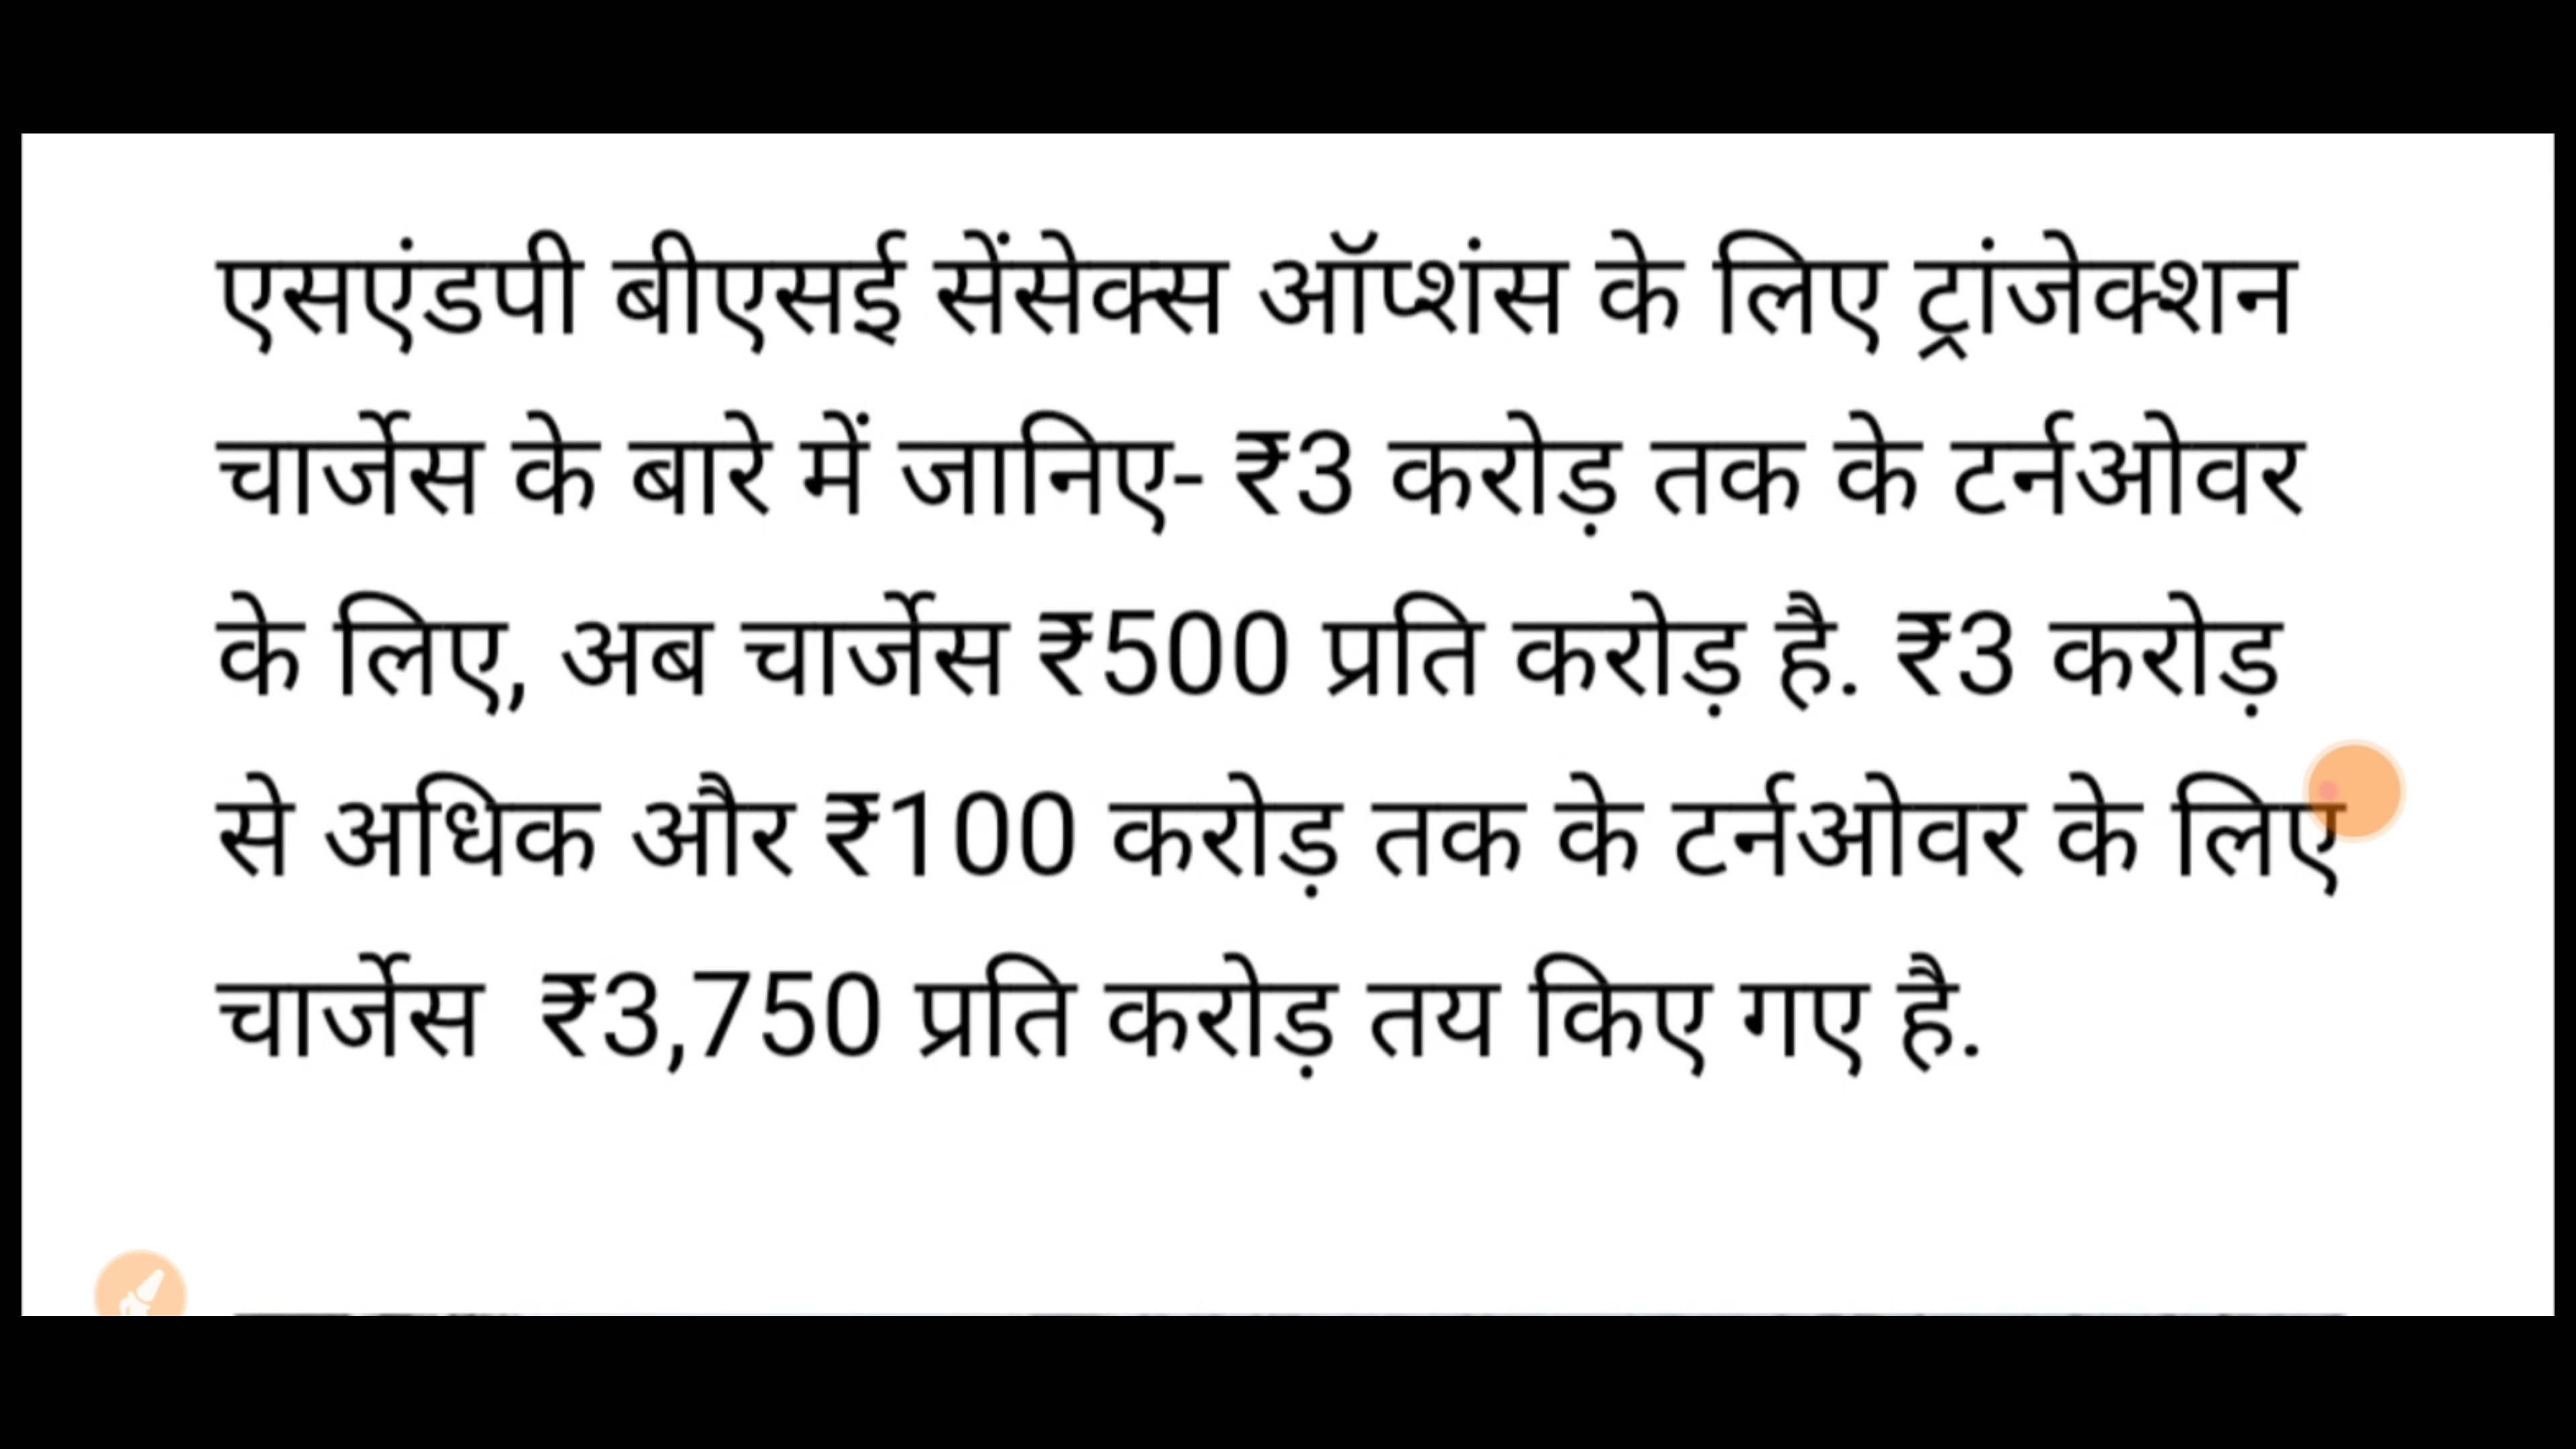 एसएंडपी बीएसई सेंसेक्स ऑप्शंस के लिए ट्रांजेक्शन
चार्जेस के बारे में जानिए- ₹3 करोड़ तक के टर्नओवर
के लिए, अब चार्जेस ₹500 प्रति करोड़ है. ₹3 करोड़
से अधिक और ₹100 करोड़ तक के टर्नओवर के लिए
चार्जेस ₹3,750 प्रति करोड़ तय किए गए है.